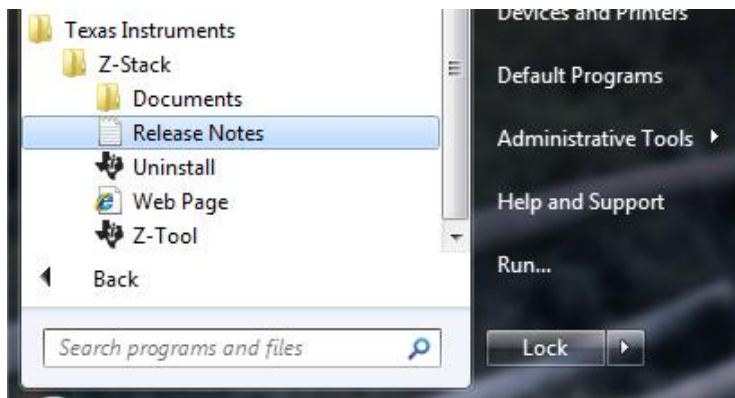 Texas Instruments
Z-Stack
Documents
Release Notes
Uninstall
Web Page
Z-Tool
Back
Search programs and files
Devices and Printers
Default Programs
Administrative Tools
Help and Support
Run...
Lock